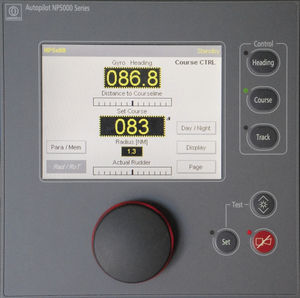 Autopilot NP5000 Series
NP5x00
Standby
Control
Gyro Heading
Course CTRL
Heading
086.8
Distance to Courseline
Course
Set Course
083
Day / Night
Track
Radius [NM]
Para / Mem
1.3
Display
Actual Rudder
Rad / RoT
Page
Test
Set